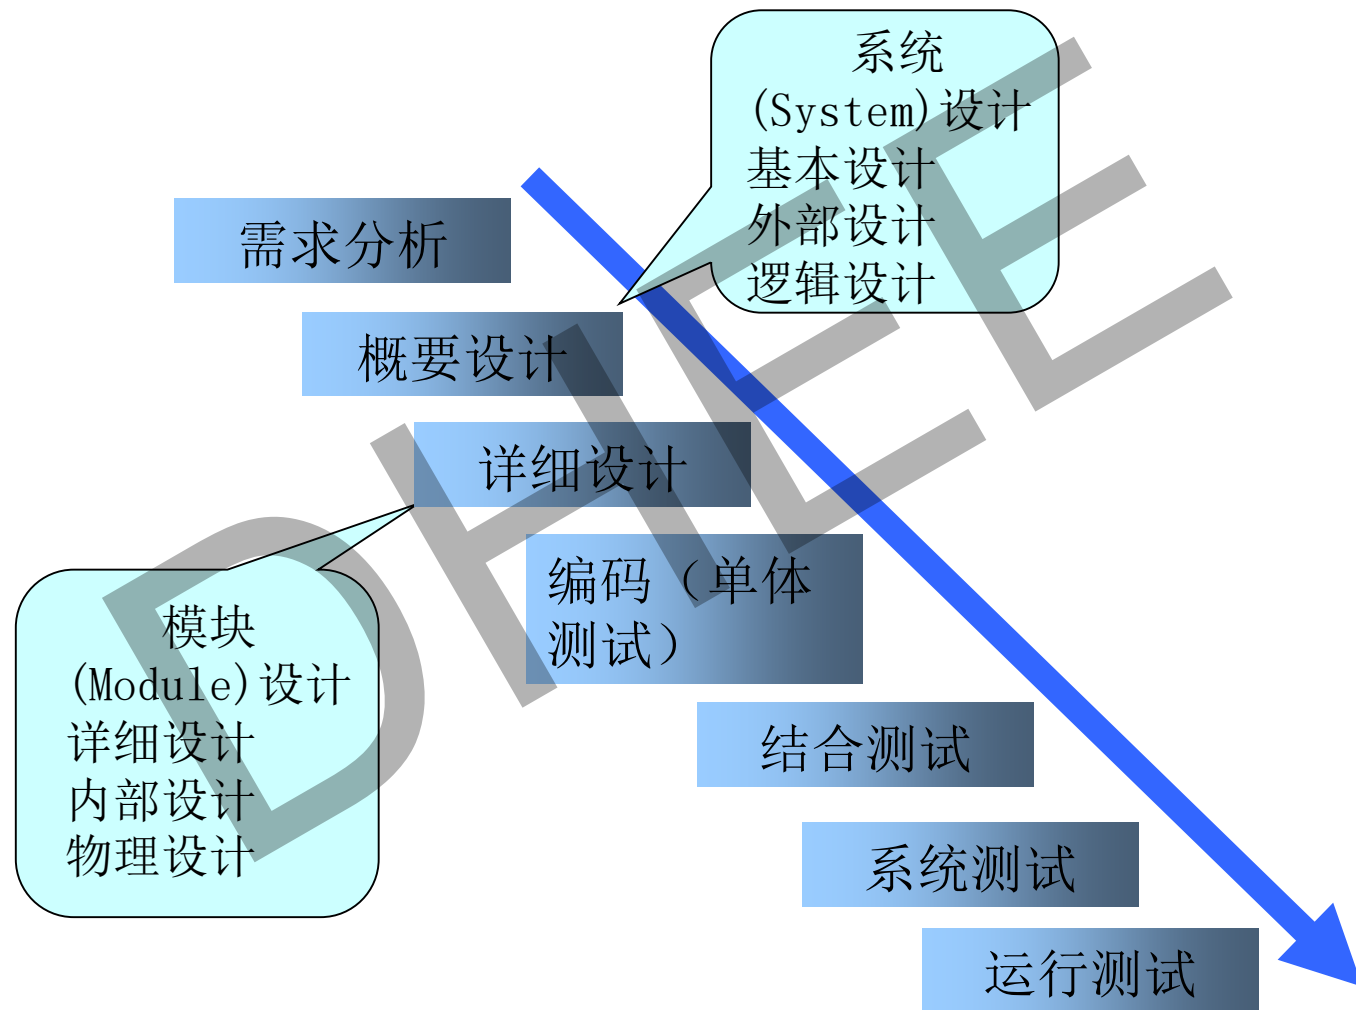 系统
(System)设计
基本设计
外部设计
逻辑设计
需求分析
概要设计
详细设计
编码（单体
测试）
模块
(Module)设计
详细设计
内部设计
物理设计
结合测试
系统测试
运行测试
DHEE